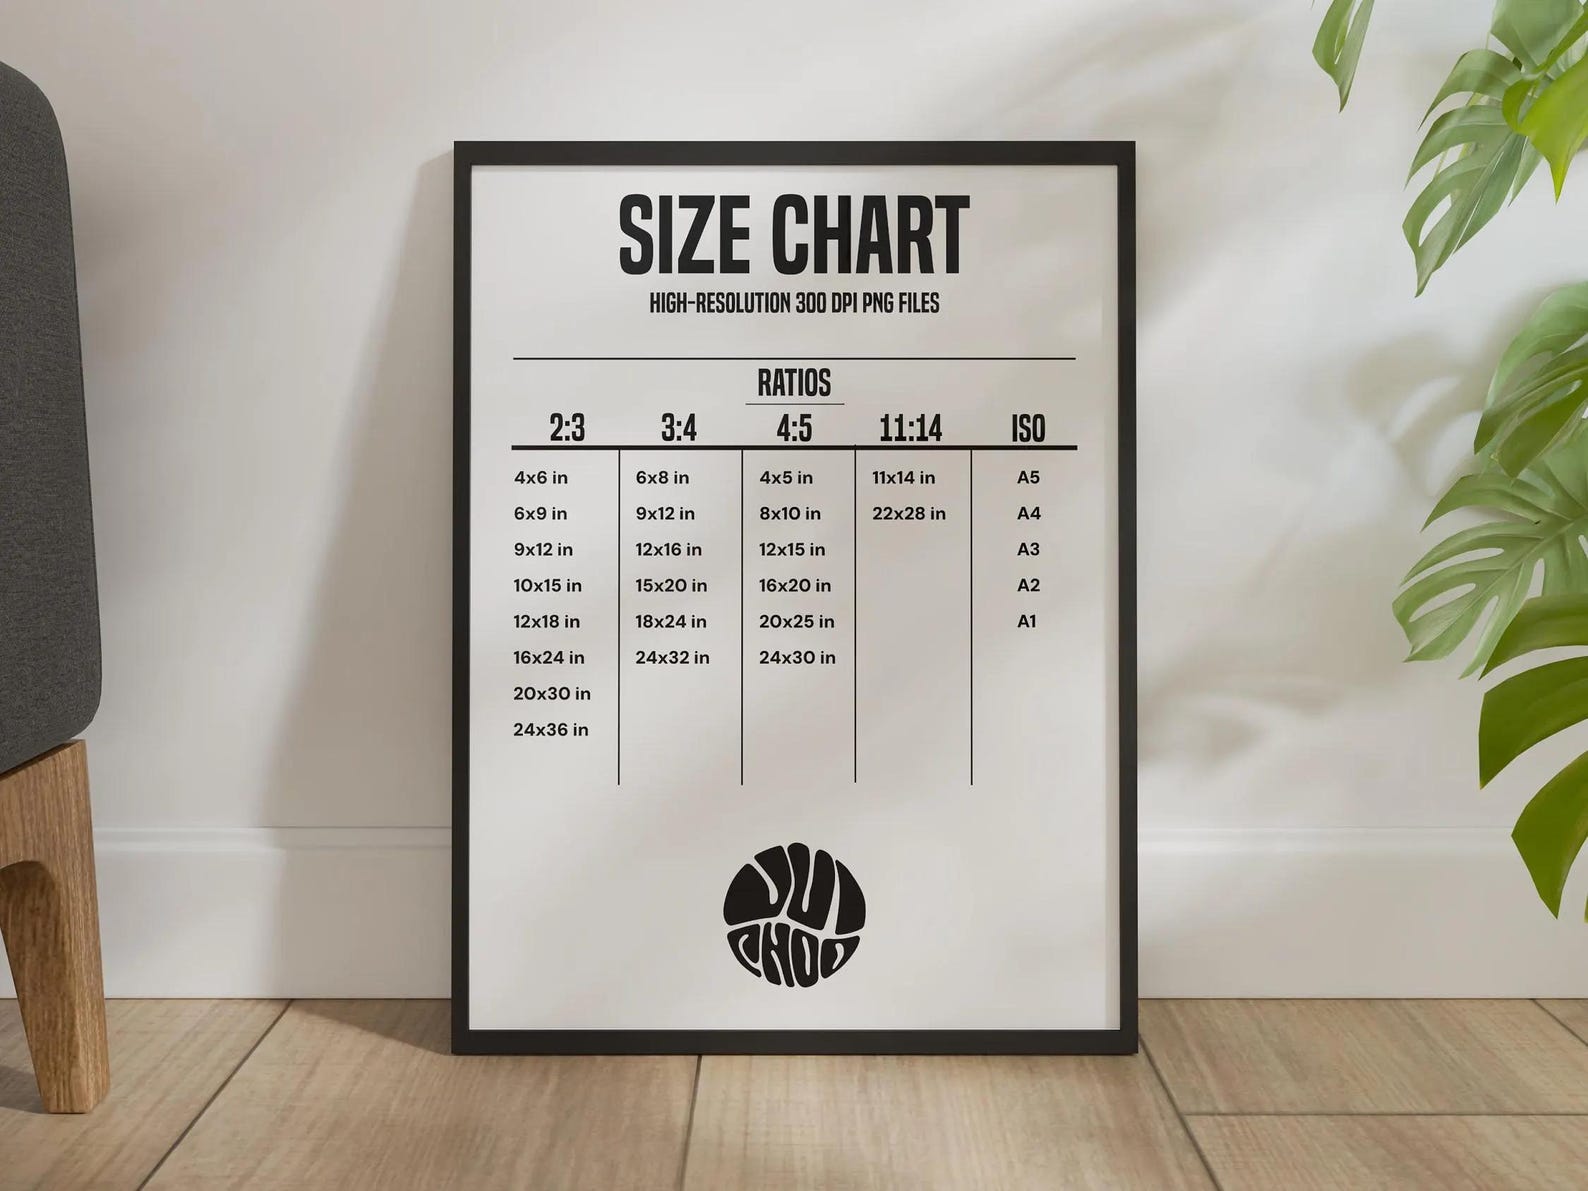 SIZE CHART
HIGH-RESOLUTION 300 DPI PNG FILES
RATIOS
2:3 3:4 4:5 11:14 ISO
4x6 in 6x8 in 4x5 in 11x14 in A5
6x9 in 9x12 in 8x10 in 22x28 in A4
9x12 in 12x16 in 12x15 in A3
10x15 in 15x20 in 16x20 in A2
12x18 in 18x24 in 20x25 in A1
16x24 in 24x32 in 24x30 in
20x30 in
24x36 in